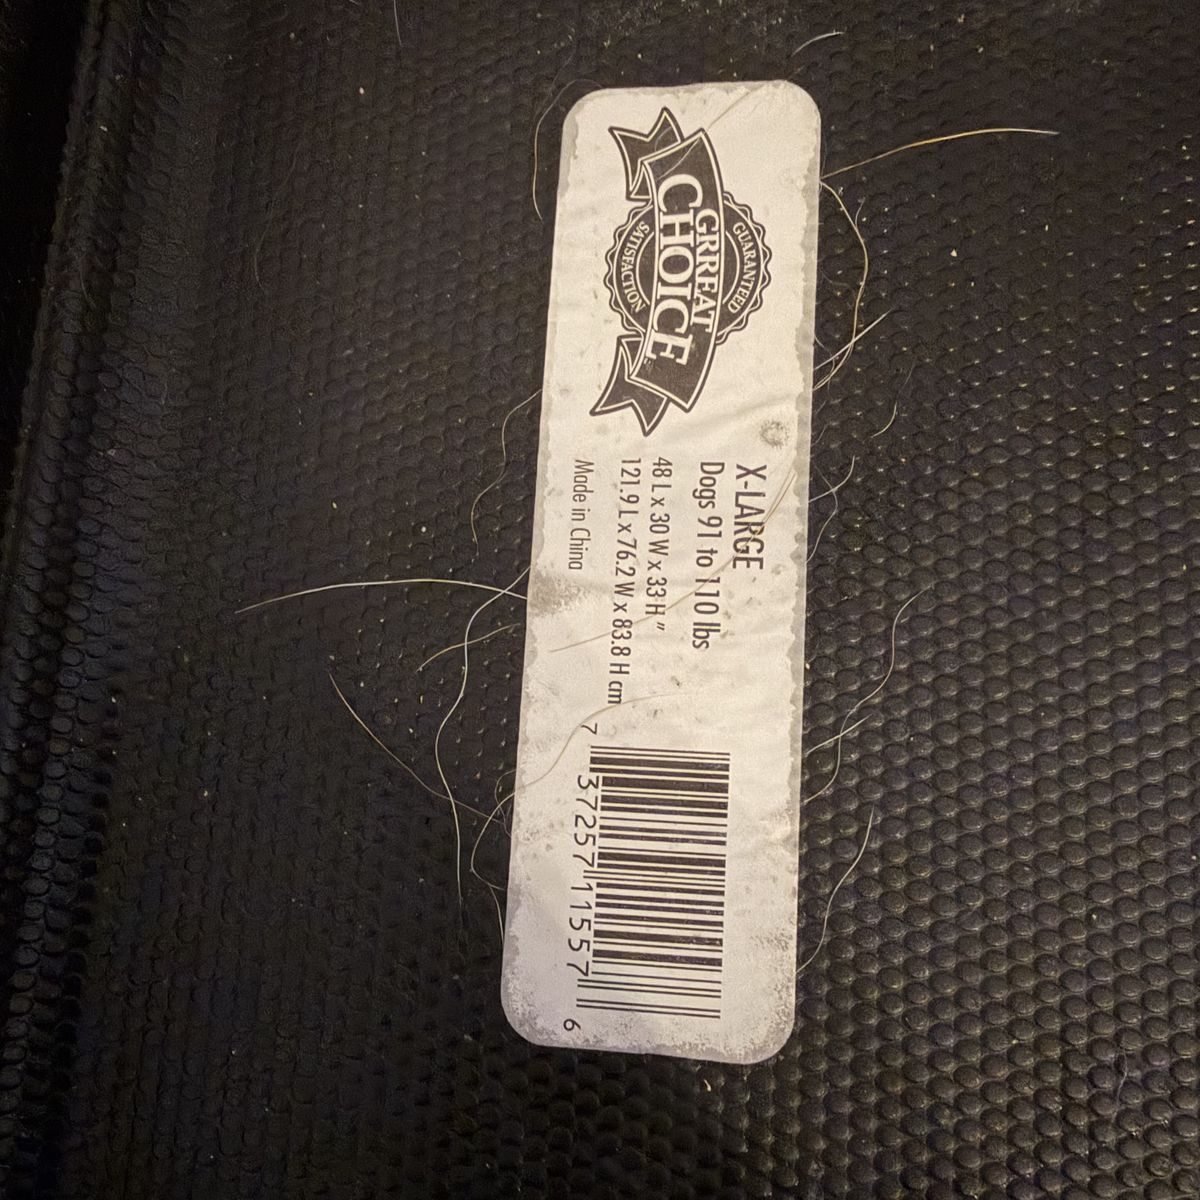 GUARANTEED
GRREAT
CHOICE
SATISFACTION
X-LARGE
Dogs 91 to 110 lbs
48 L x 30 W x 33 H "
121.9 L x 76.2 W x 83.8 H cm
Made in China
7 37257 11557 6